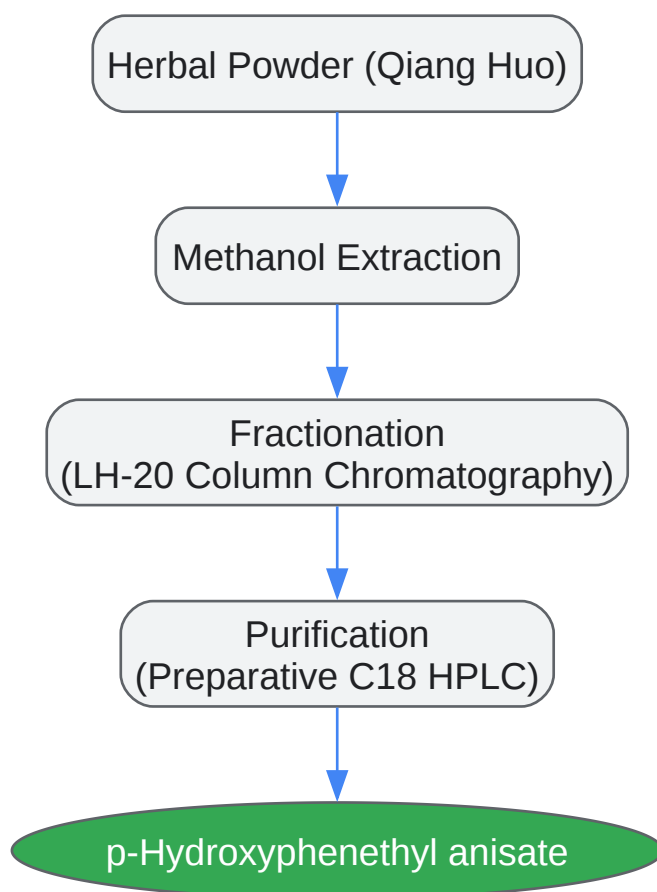 Herbal Powder (Qiang Huo)
Methanol Extraction
Fractionation
(LH-20 Column Chromatography)
Purification
(Preparative C18 HPLC)
p-Hydroxyphenethyl anisate